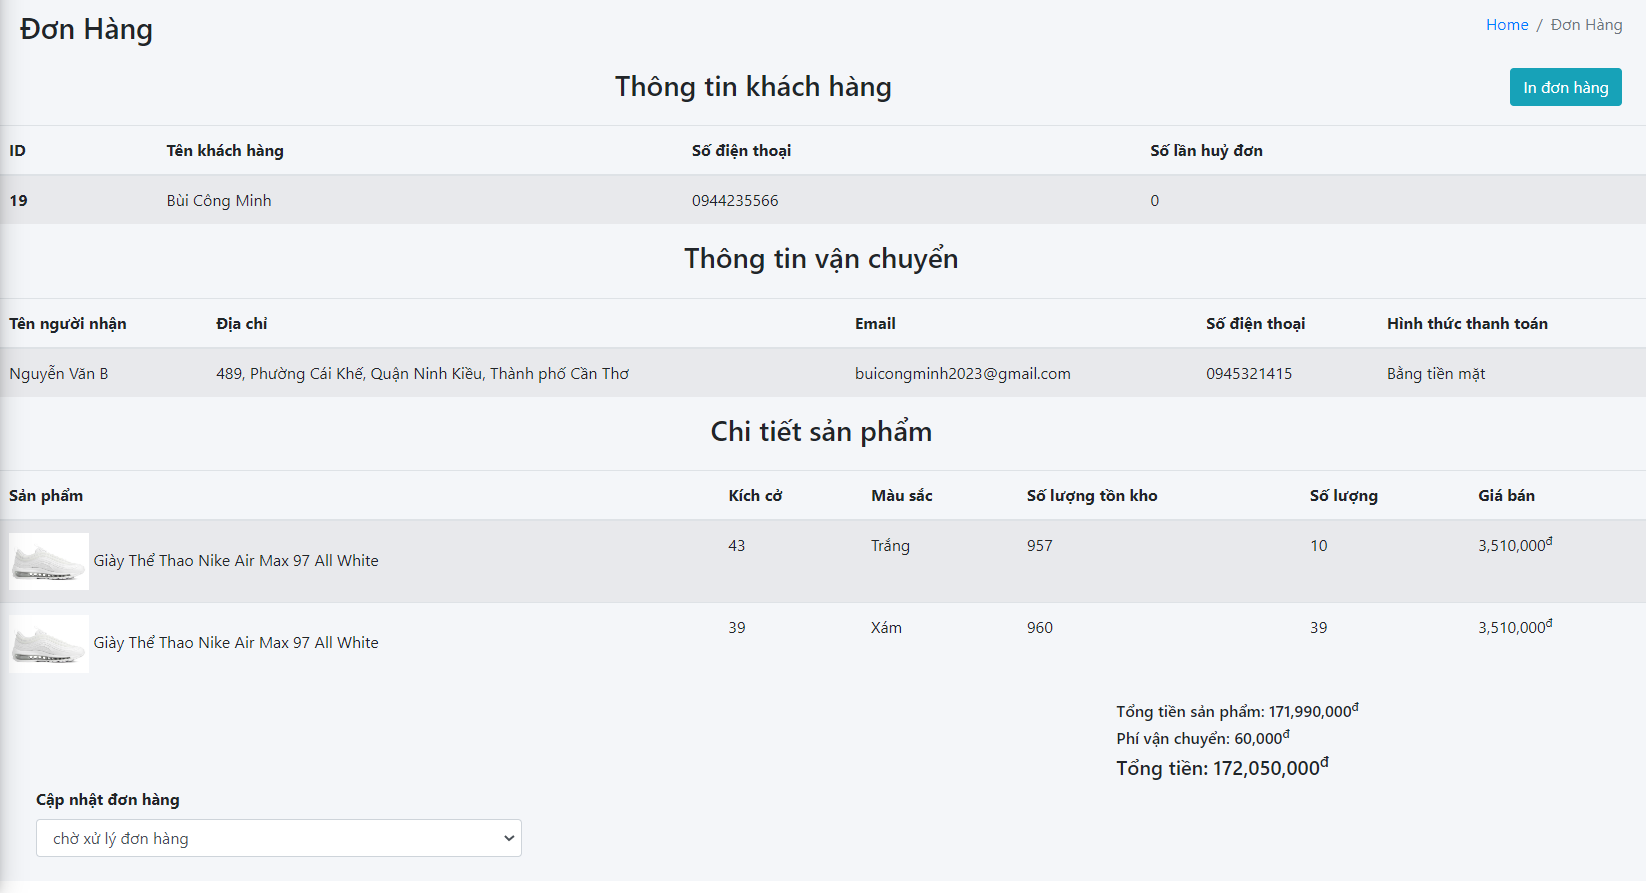 Đơn Hàng
Home / Đơn Hàng
Thông tin khách hàng
In đơn hàng
ID Tên khách hàng Số điện thoại Số lần huỷ đơn
19 Bùi Công Minh 0944235566 0
Thông tin vận chuyển
Tên người nhận Địa chỉ Email Số điện thoại Hình thức thanh toán
Nguyễn Văn B 489, Phường Cái Khế, Quận Ninh Kiều, Thành phố Cần Thơ buicongminh2023@gmail.com 0945321415 Bằng tiền mặt
Chi tiết sản phẩm
Sản phẩm Kích cở Màu sắc Số lượng tồn kho Số lượng Giá bán
Giày Thể Thao Nike Air Max 97 All White 43 Trắng 957 10 3,510,000đ
Giày Thể Thao Nike Air Max 97 All White 39 Xám 960 39 3,510,000đ
Tổng tiền sản phẩm: 171,990,000đ
Phí vận chuyển: 60,000đ
Tổng tiền: 172,050,000đ
Cập nhật đơn hàng
chờ xử lý đơn hàng